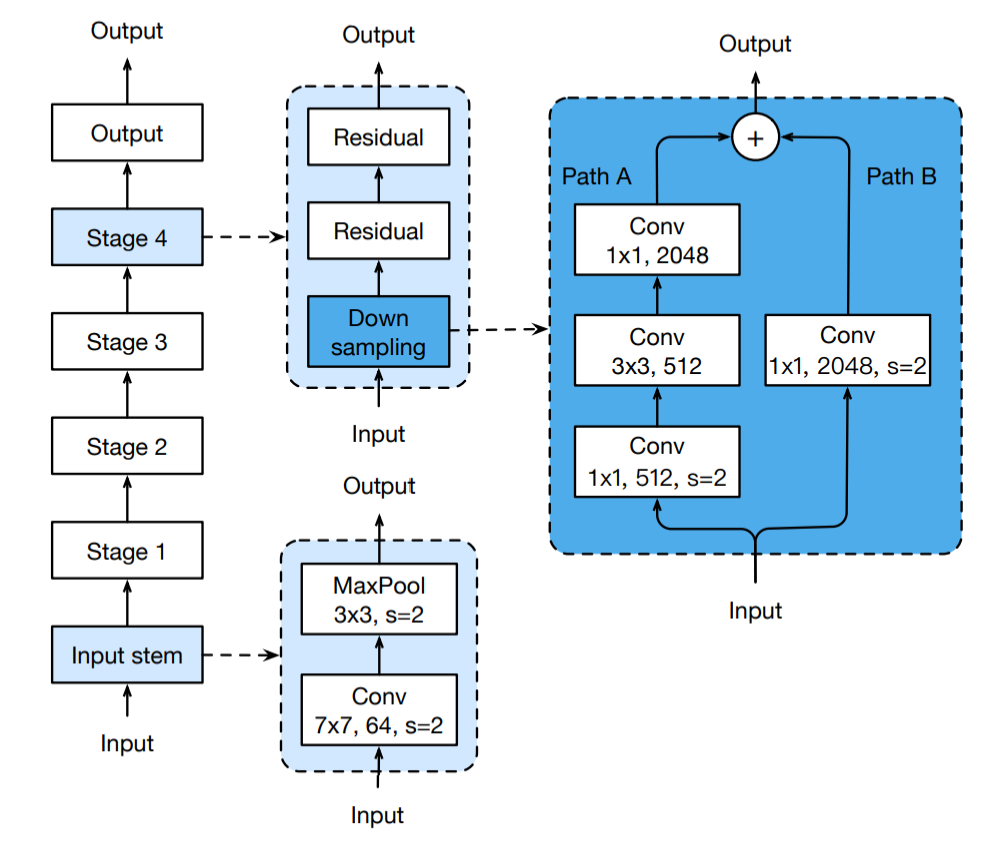 Output
Output
Stage 4
Stage 3
Stage 2
Stage 1
Input stem
Input
Output
Residual
Residual
Down
sampling
Input
Output
MaxPool
3x3, s=2
Conv
7x7, 64, s=2
Input
Output
+
Path A
Path B
Conv
1x1, 2048
Conv
3x3, 512
Conv
1x1, 512, s=2
Conv
1x1, 2048, s=2
Input